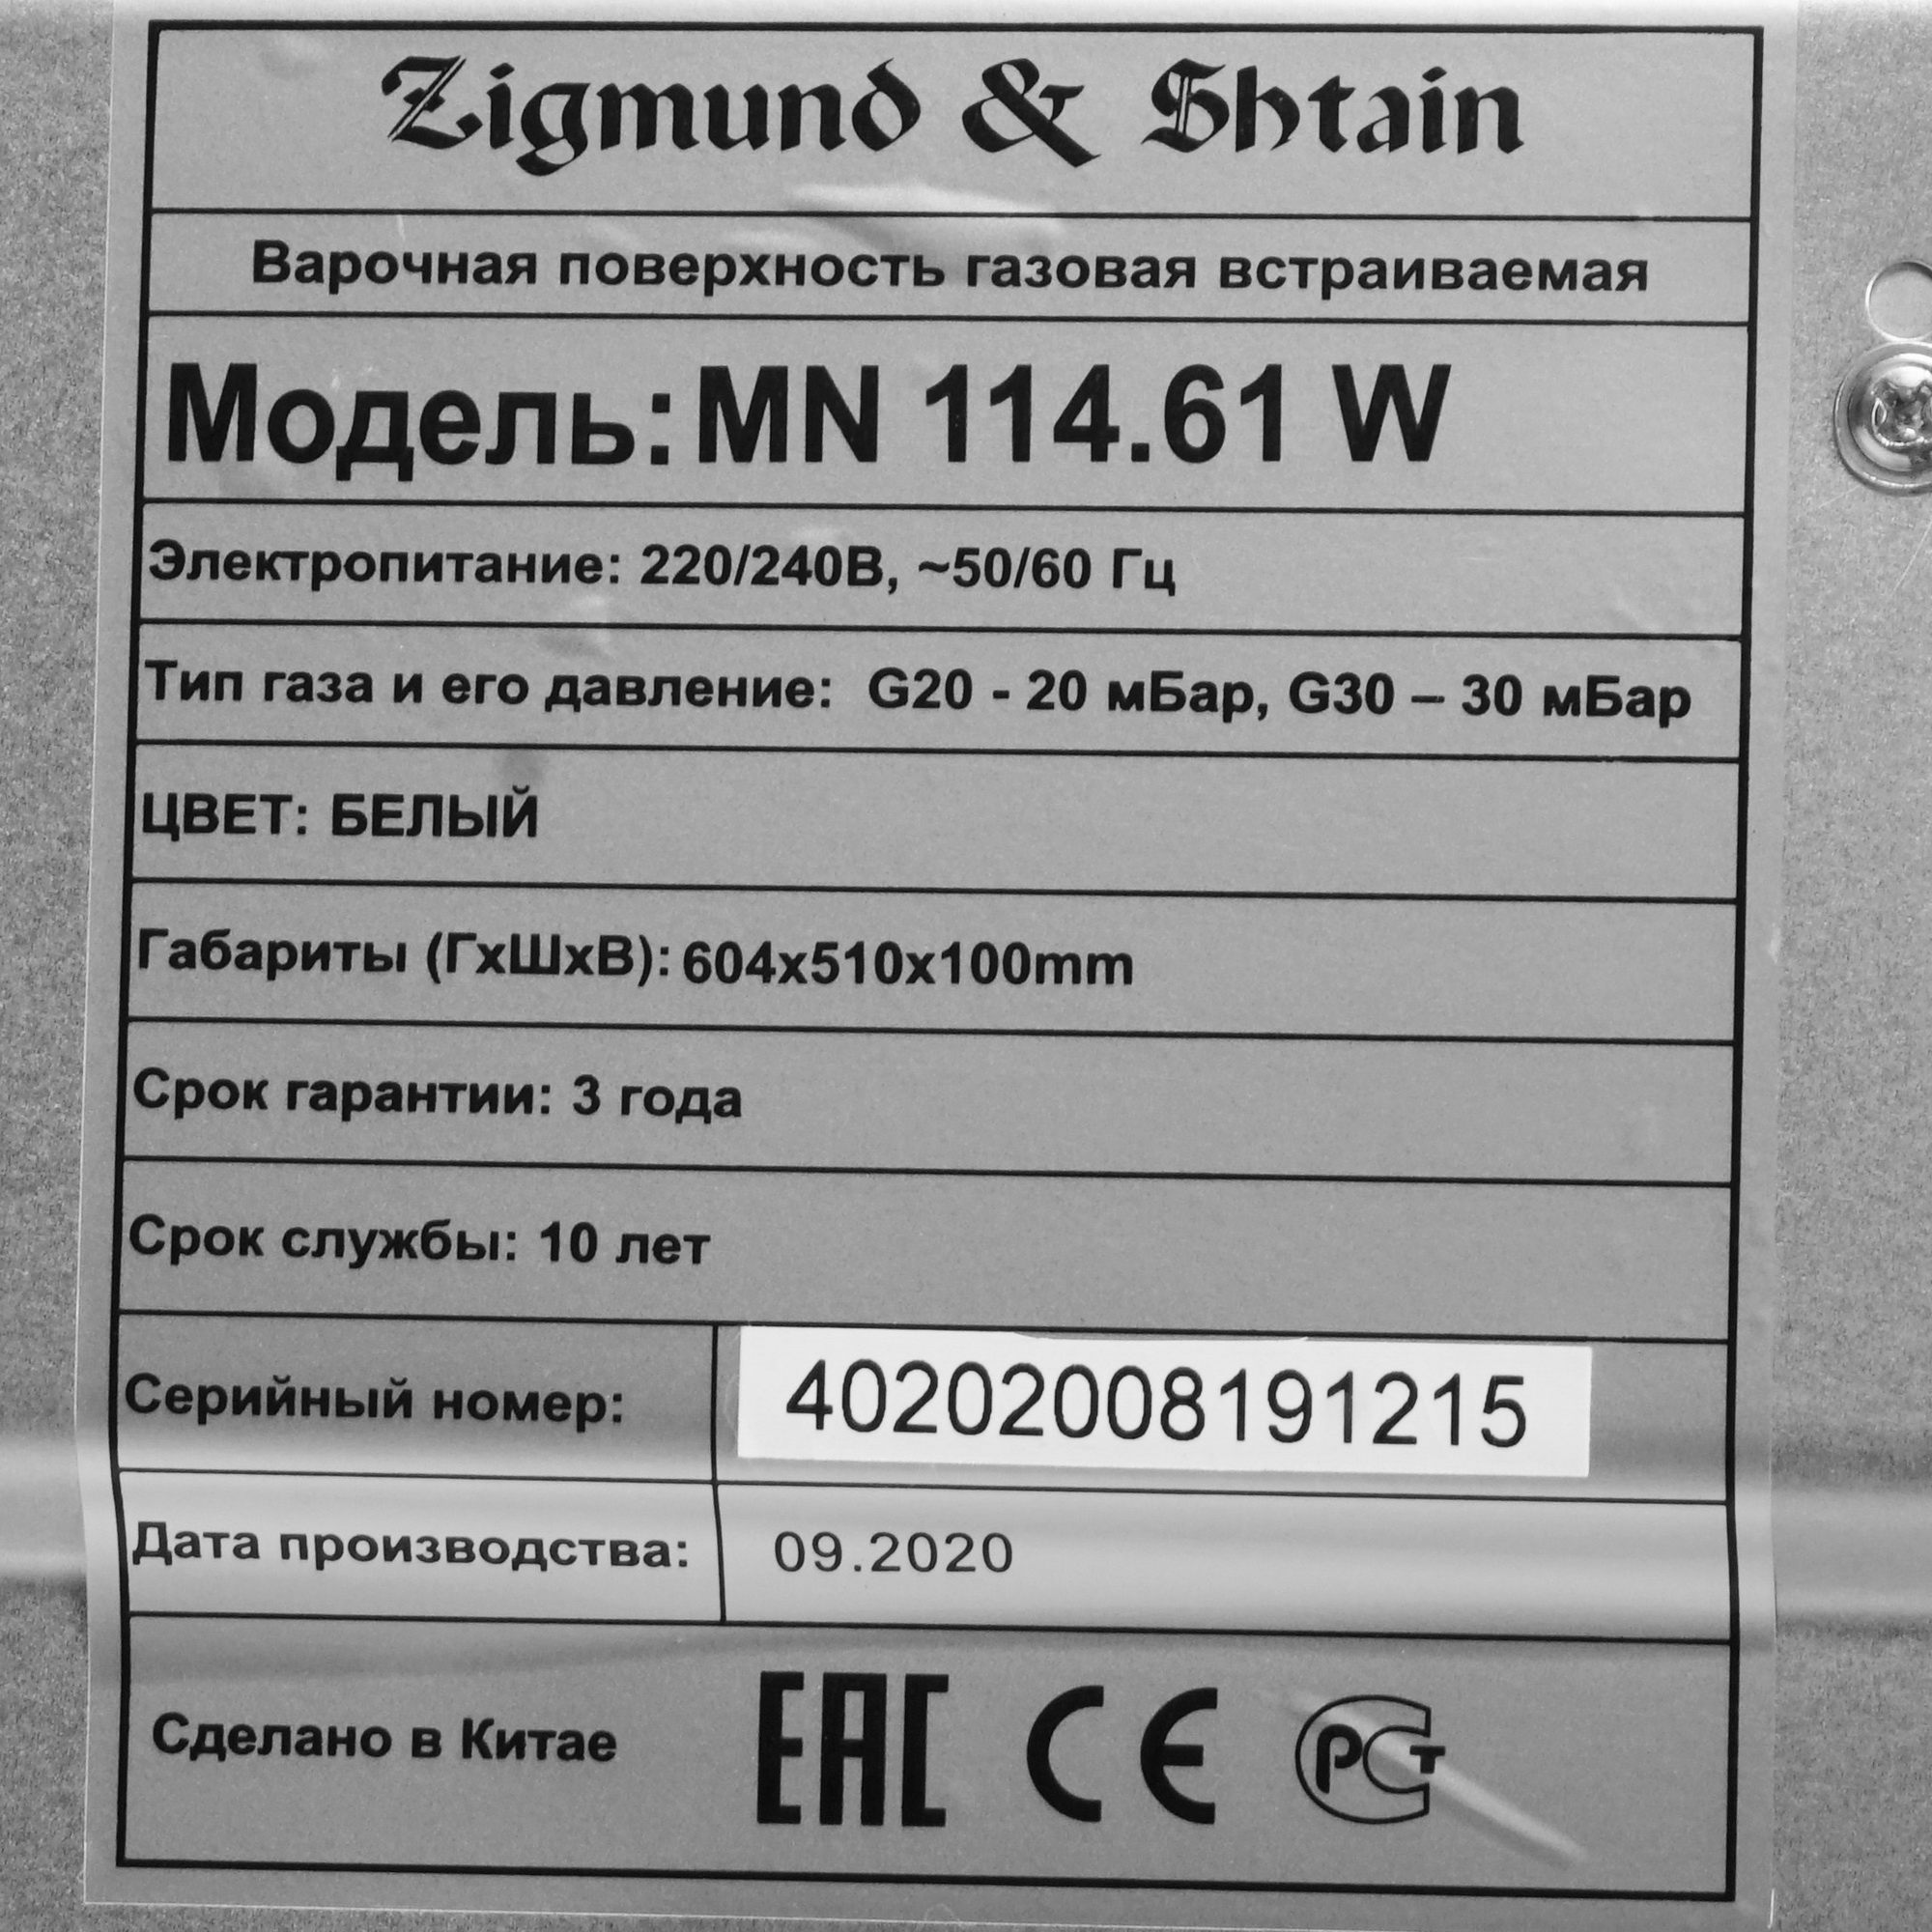 Zigmund & Shtain
Варочная поверхность газовая встраиваемая
Модель: MN 114.61 W
Электропитание: 220/240В, ~50/60 Гц
Тип газа и его давление: G20 - 20 мБар, G30 – 30 мБар
ЦВЕТ: БЕЛЫЙ
Габариты (ГхШхВ): 604x510x100mm
Срок гарантии: 3 года
Срок службы: 10 лет
Серийный номер: 40202008191215
Дата производства: 09.2020
Сделано в Китае EAC CE РСТ